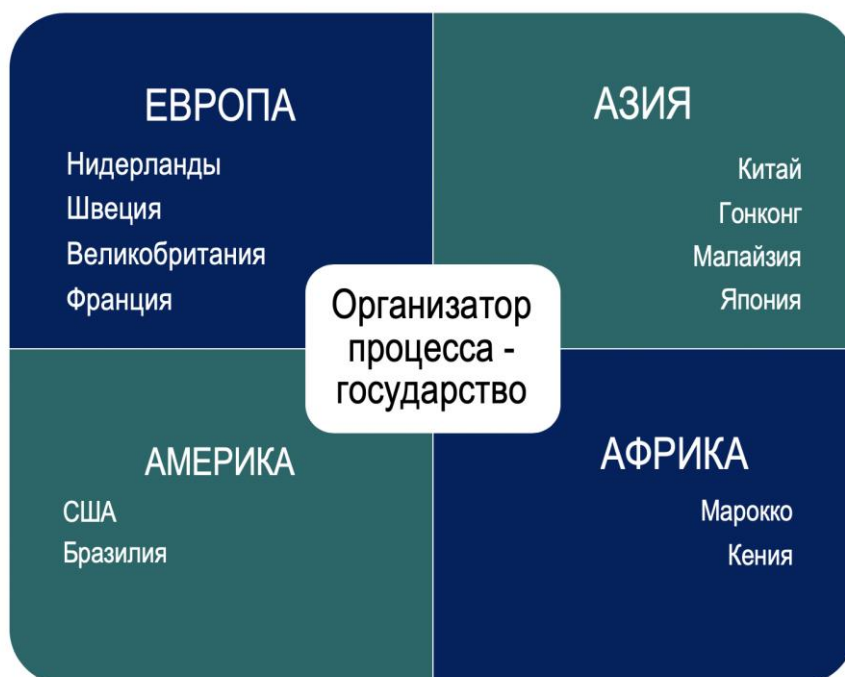 ЕВРОПА
Нидерланды
Швеция
Великобритания
Франция
АЗИЯ
Китай
Гонконг
Малайзия
Япония
Организатор
процесса -
государство
АМЕРИКА
США
Бразилия
АФРИКА
Марокко
Кения